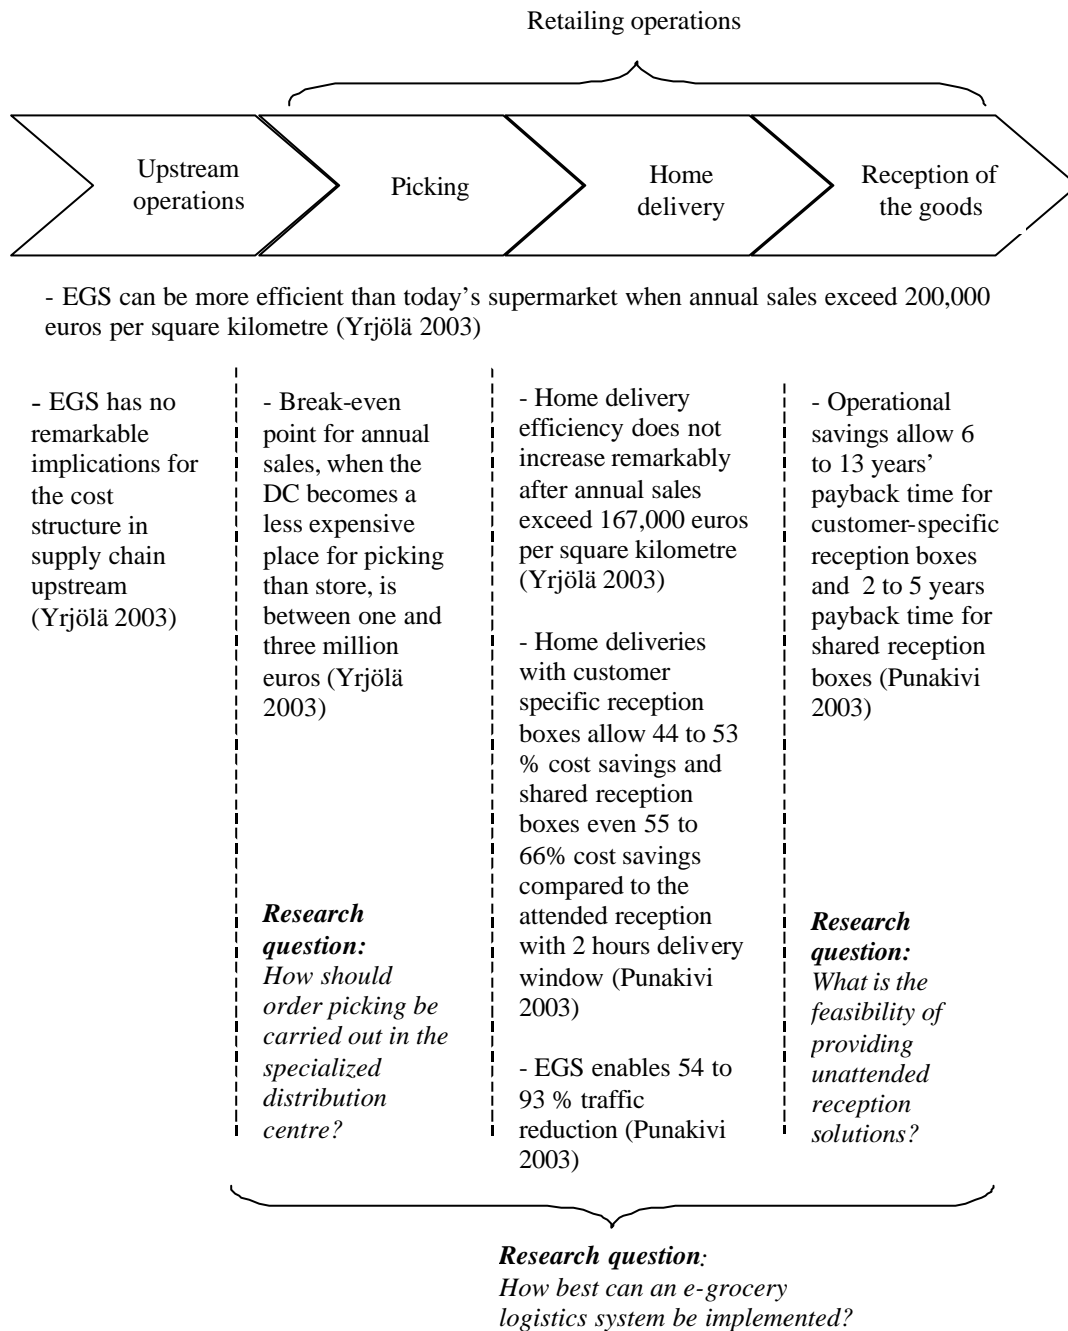 Retailing operations
Upstream
operations
Picking
Home
delivery
Reception of
the goods
- EGS can be more efficient than today's supermarket when annual sales exceed 200,000
euros per square kilometre (Yrjölä 2003)
- EGS has no
remarkable
implications for
the cost
structure in
supply chain
upstream
(Yrjölä 2003)
- Break-even
point for annual
sales, when the
DC becomes a
less expensive
place for picking
than store, is
between one and
three million
euros (Yrjölä
2003)
Research
question:
How should
order picking be
carried out in the
specialized
distribution
centre?
- Home delivery
efficiency does not
increase remarkably
after annual sales
exceed 167,000 euros
per square kilometre
(Yrjölä 2003)
- Home deliveries
with customer
specific reception
boxes allow 44 to 53
% cost savings and
shared reception
boxes even 55 to
66% cost savings
compared to the
attended reception
with 2 hours delivery
window (Punakivi
2003)
- EGS enables 54 to
93 % traffic
reduction (Punakivi
2003)
- Operational
savings allow 6
to 13 years'
payback time for
customer-specific
reception boxes
and 2 to 5 years
payback time for
shared reception
boxes (Punakivi
2003)
Research
question:
What is the
feasibility of
providing
unattended
reception
solutions?
Research question:
How best can an e-grocery
logistics system be implemented?